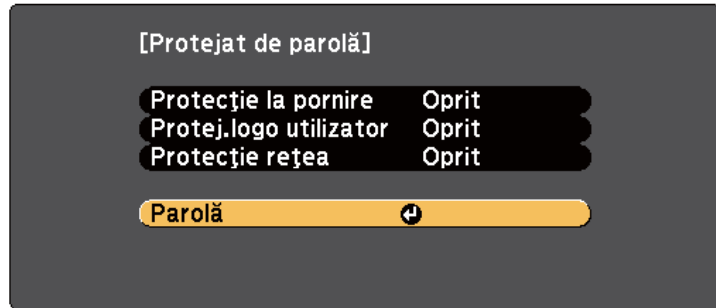 [Protejat de parolă]
Protecţie la pornire Oprit
Protej.logo utilizator Oprit
Protecţie reţea Oprit
Parolă